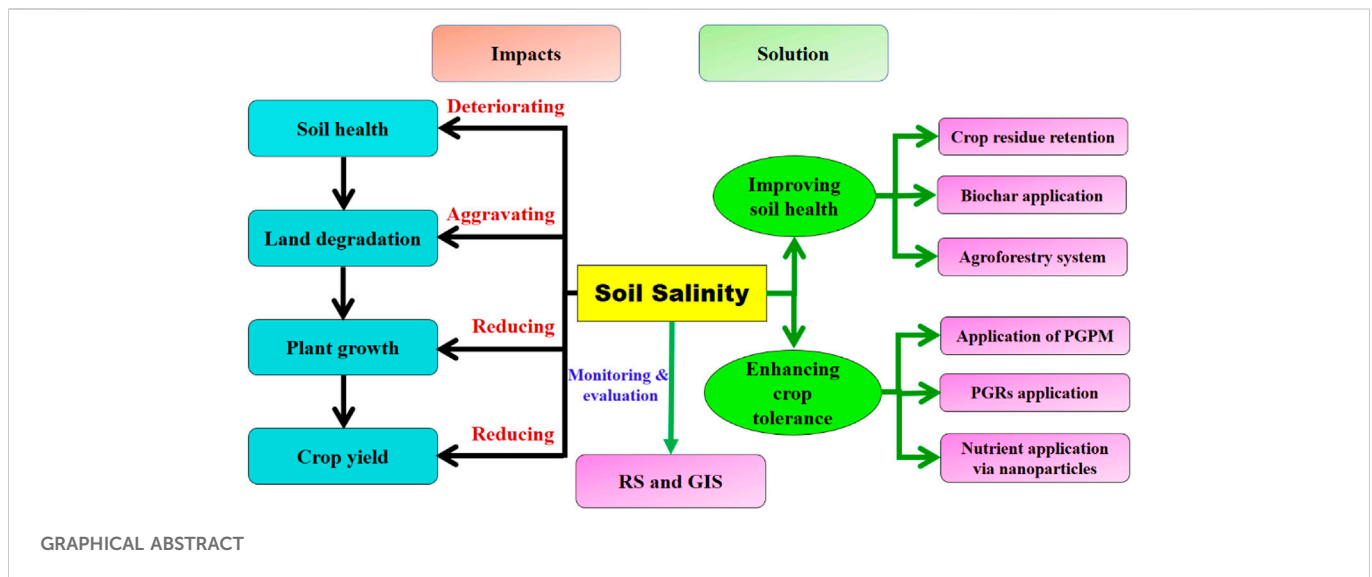 Impacts
Solution
Deteriorating
Soil health
Aggravating
Land degradation
Reducing
Plant growth
Reducing
Crop yield
Soil Salinity
Monitoring &
evaluation
RS and GIS
Improving
soil health
Crop residue retention
Biochar application
Agroforestry system
Enhancing
crop
tolerance
Application of PGPM
PGRs application
Nutrient application
via nanoparticles
GRAPHICAL ABSTRACT